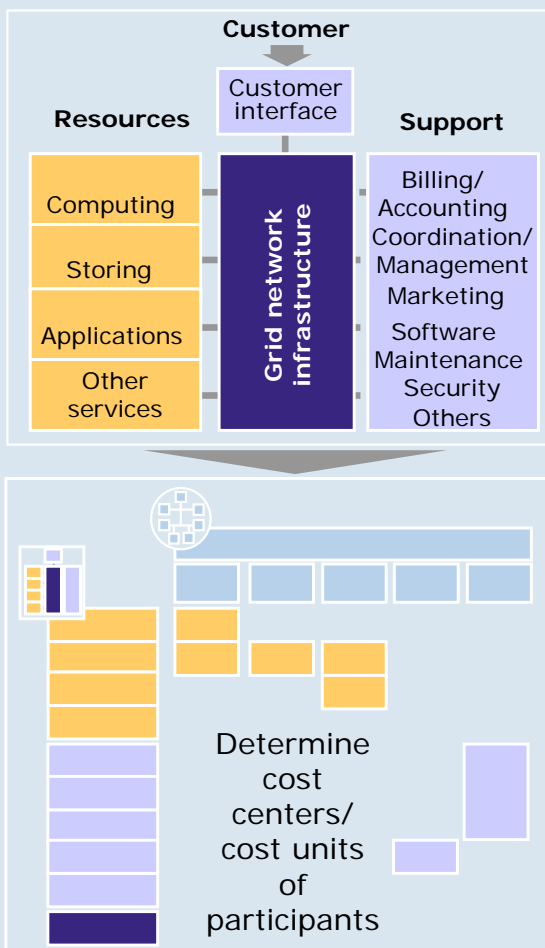 Customer
Customer
interface
Resources
Support
Computing
Storing
Applications
Other
services
Grid network
infrastructure
Billing/
Accounting
Coordination/
Management
Marketing
Software
Maintenance
Security
Others
Determine
cost
centers/
cost units
of
participants